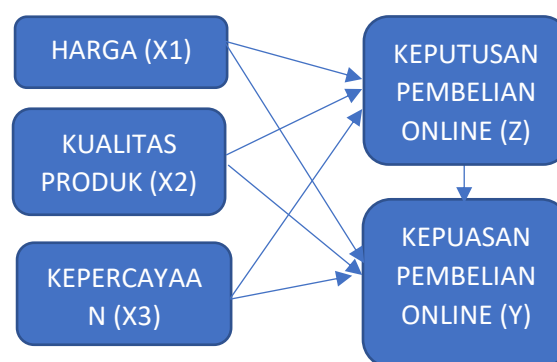 HARGA (X1)
KUALITAS
PRODUK (X2)
KEPERCAYAA
N (X3)
KEPUTUSAN
PEMBELIAN
ONLINE (Z)
KEPUASAN
PEMBELIAN
ONLINE (Y)